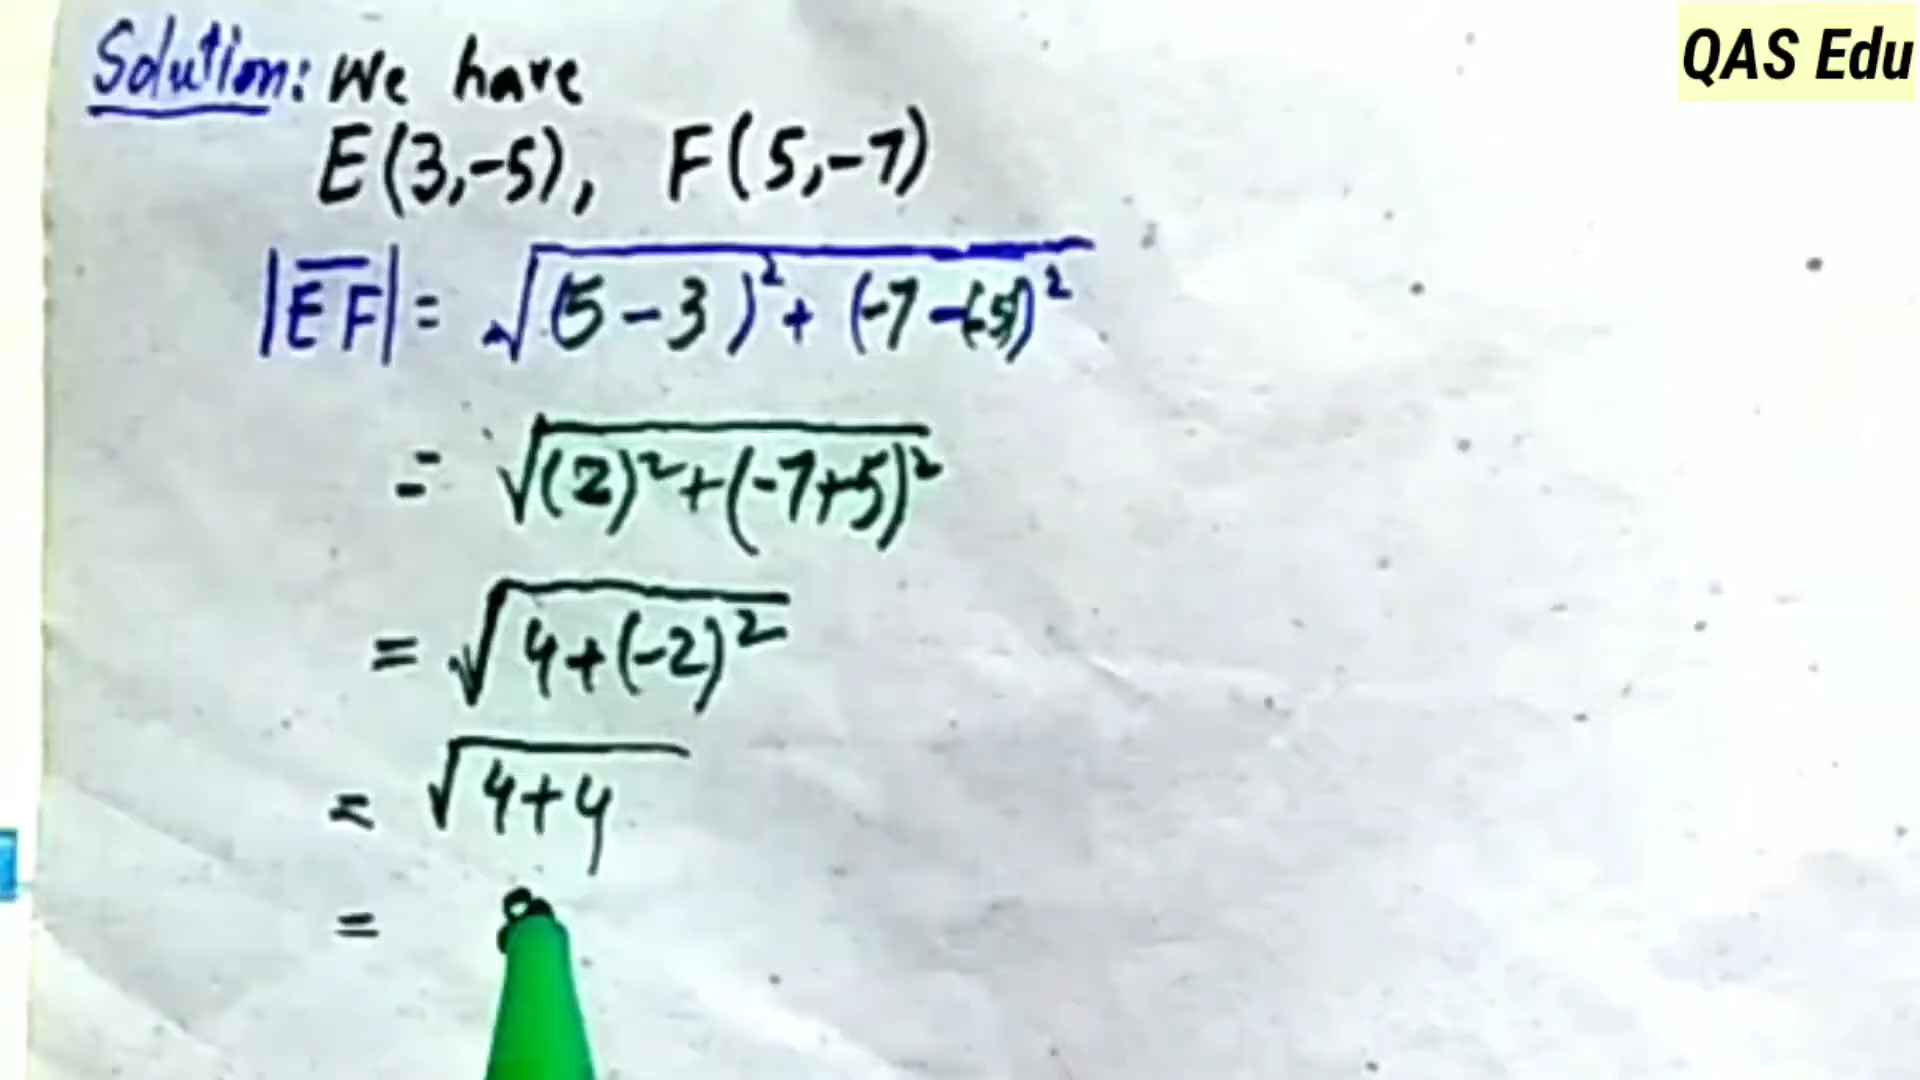 QAS Edu
Solution: We have
E(3,-5), F(5,-7)
|EF| = √(5-3)²+(-7-(-5))²
= √(2)²+(-7+5)²
= √4+(-2)²
= √4+4
=